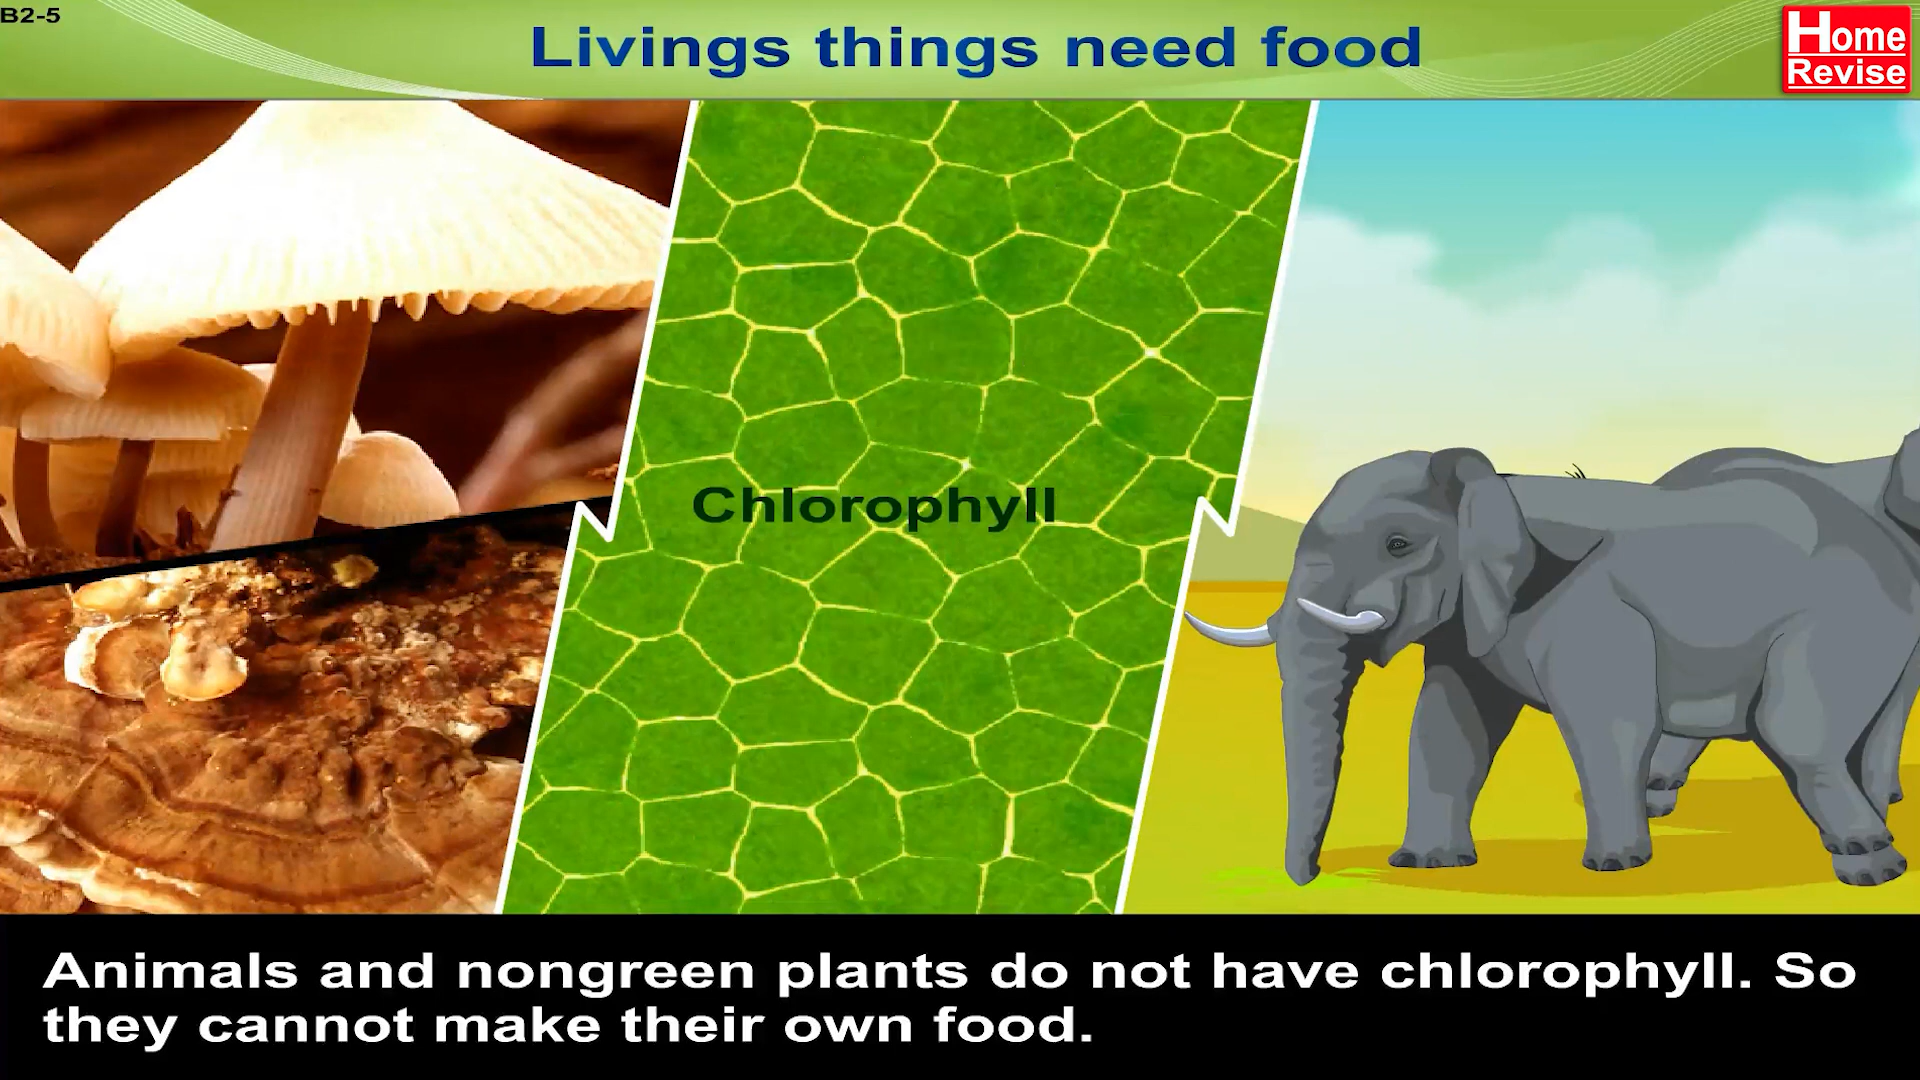 B2-5
Livings things need food
Home
Revise
Chlorophyll
Animals and nongreen plants do not have chlorophyll. So
they cannot make their own food.